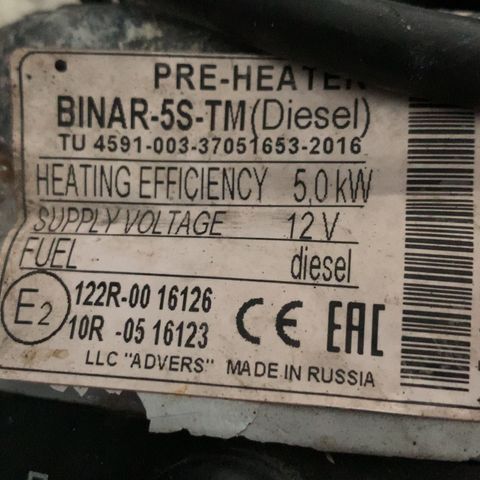 PRE-HEATER
BINAR-5S-TM(Diesel)
TU 4591-003-37051653-2016
HEATING EFFICIENCY 5,0 kW
SUPPLY VOLTAGE 12 V
FUEL diesel
E2 122R-00 16126
10R -05 16123
CE EAC
LLC "ADVERS" MADE IN RUSSIA